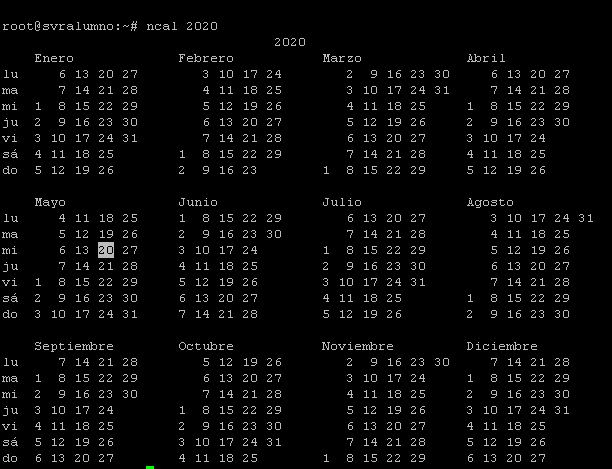 root@svralumno:~# ncal 2020
                                  2020
    Enero             Febrero           Marzo             Abril
lu     6 13 20 27        3 10 17 24        2  9 16 23 30     6 13 20 27
ma     7 14 21 28        4 11 18 25        3 10 17 24 31     7 14 21 28
mi  1  8 15 22 29        5 12 19 26        4 11 18 25     1  8 15 22 29
ju  2  9 16 23 30        6 13 20 27        5 12 19 26     2  9 16 23 30
vi  3 10 17 24 31        7 14 21 28        6 13 20 27     3 10 17 24
sá  4 11 18 25        1  8 15 22 29        7 14 21 28     4 11 18 25
do  5 12 19 26        2  9 16 23        1  8 15 22 29     5 12 19 26
    Mayo              Junio             Julio             Agosto
lu     4 11 18 25     1  8 15 22 29        6 13 20 27        3 10 17 24 31
ma     5 12 19 26     2  9 16 23 30        7 14 21 28        4 11 18 25
mi     6 13 20 27     3 10 17 24        1  8 15 22 29        5 12 19 26
ju     7 14 21 28     4 11 18 25        2  9 16 23 30        6 13 20 27
vi  1  8 15 22 29     5 12 19 26        3 10 17 24 31        7 14 21 28
sá  2  9 16 23 30     6 13 20 27        4 11 18 25        1  8 15 22 29
do  3 10 17 24 31     7 14 21 28        5 12 19 26        2  9 16 23 30
    Septiembre        Octubre           Noviembre         Diciembre
lu     7 14 21 28        5 12 19 26        2  9 16 23 30     7 14 21 28
ma  1  8 15 22 29        6 13 20 27        3 10 17 24     1  8 15 22 29
mi  2  9 16 23 30        7 14 21 28        4 11 18 25     2  9 16 23 30
ju  3 10 17 24        1  8 15 22 29        5 12 19 26     3 10 17 24 31
vi  4 11 18 25        2  9 16 23 30        6 13 20 27     4 11 18 25
sá  5 12 19 26        3 10 17 24 31        7 14 21 28     5 12 19 26
do  6 13 20 27        4 11 18 25        1  8 15 22 29     6 13 20 27